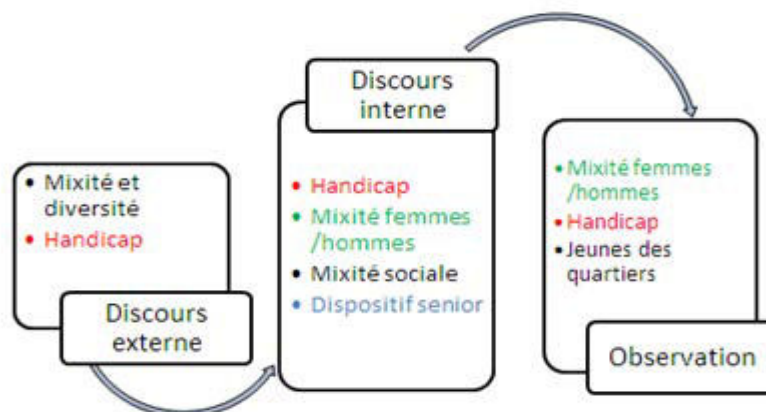 • Mixité et
diversité
• Handicap
Discours
externe
Discours
interne
• Handicap
• Mixité femmes
/hommes
• Mixité sociale
• Dispositif senior
• Mixité femmes
/hommes
• Handicap
• Jeunes des
quartiers
Observation